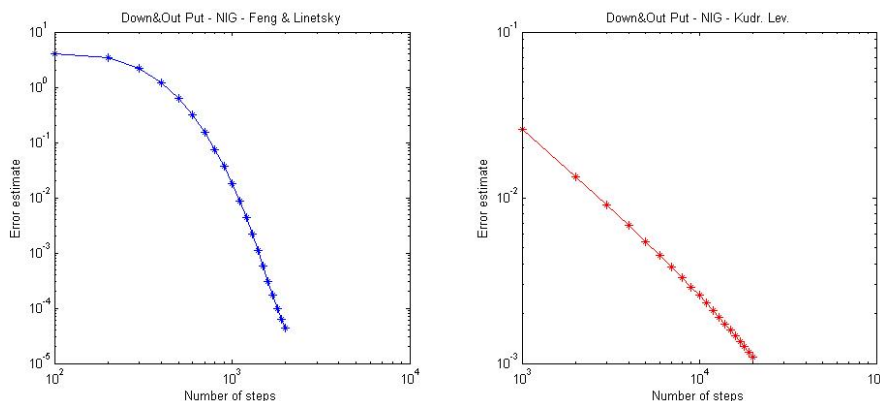 Down&Out Put - NIG - Feng & Linetsky
10^1
10^0
10^-1
10^-2
10^-3
10^-4
10^-5
Error estimate
10^2
10^3
10^4
Number of steps
Down&Out Put - NIG - Kudr. Lev.
10^-1
10^-2
10^-3
Error estimate
10^3
10^4
10^5
Number of steps